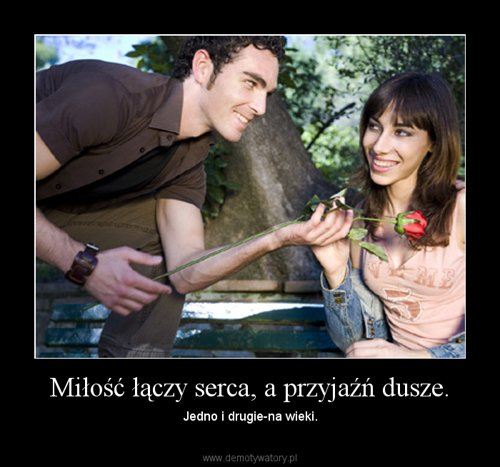 Miłość łączy serca, a przyjaźń dusze.
Jedno i drugie-na wieki.
www.demotywatory.pl